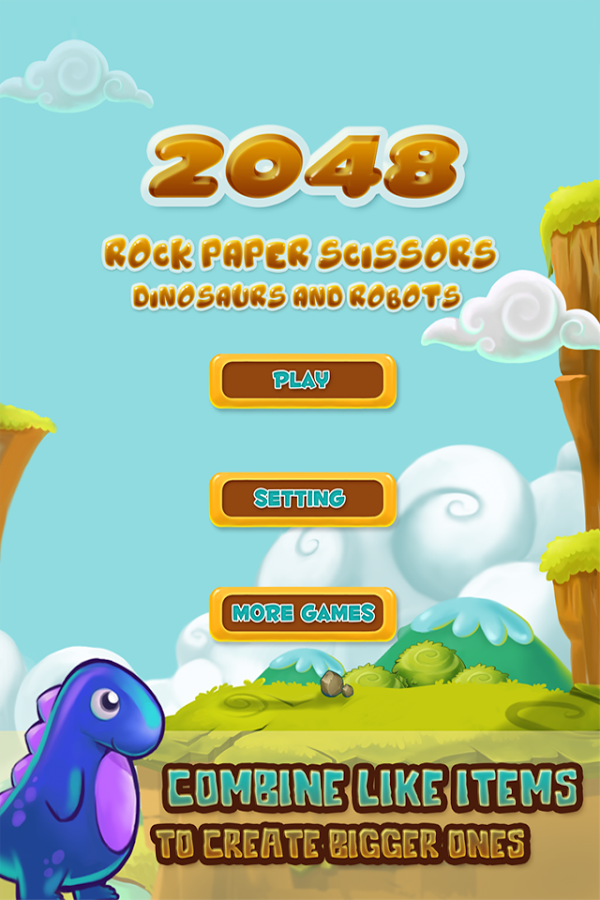 2048
ROCK PAPER SCISSORS
DINOSAURS AND ROBOTS
PLAY
SETTING
MORE GAMES
COMBINE LIKE ITEMS
TO CREATE BIGGER ONES